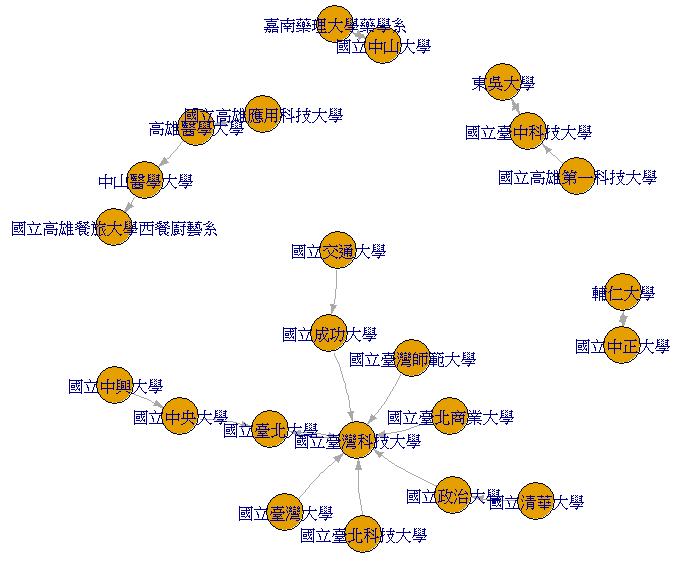 嘉南藥理大學藥學系
國立中山大學
東吳大學
國立高雄應用科技大學
高雄醫學大學
國立臺中科技大學
國立高雄第一科技大學
中山醫學大學
國立高雄餐旅大學西餐廚藝系
國立交通大學
輔仁大學
國立成功大學
國立中正大學
國立臺灣師範大學
國立中興大學
國立中央大學
國立臺北商業大學
國立臺北大學
國立臺灣科技大學
國立政治大學
國立清華大學
國立臺灣大學
國立臺北科技大學